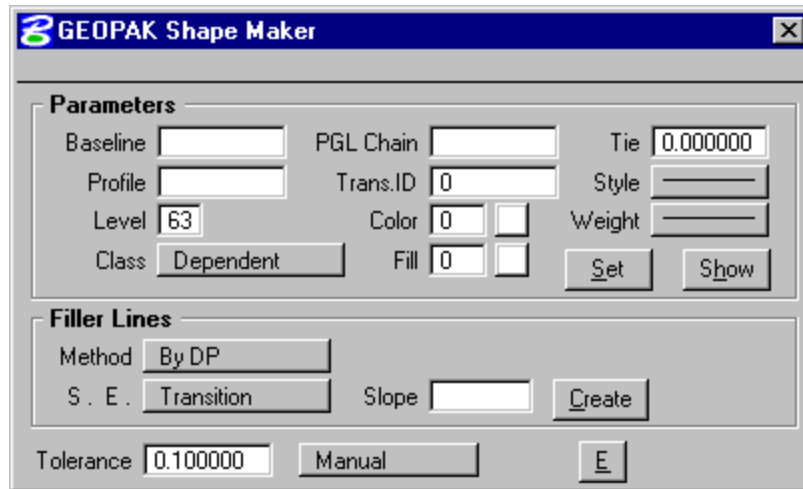 GEOPAK Shape Maker
Parameters
Baseline PGL Chain Tie 0.000000
Profile Trans.ID 0 Style
Level 63 Color 0 Weight
Class Dependent Fill 0 Set Show
Filler Lines
Method By DP
S . E . Transition Slope Create
Tolerance 0.100000 Manual E